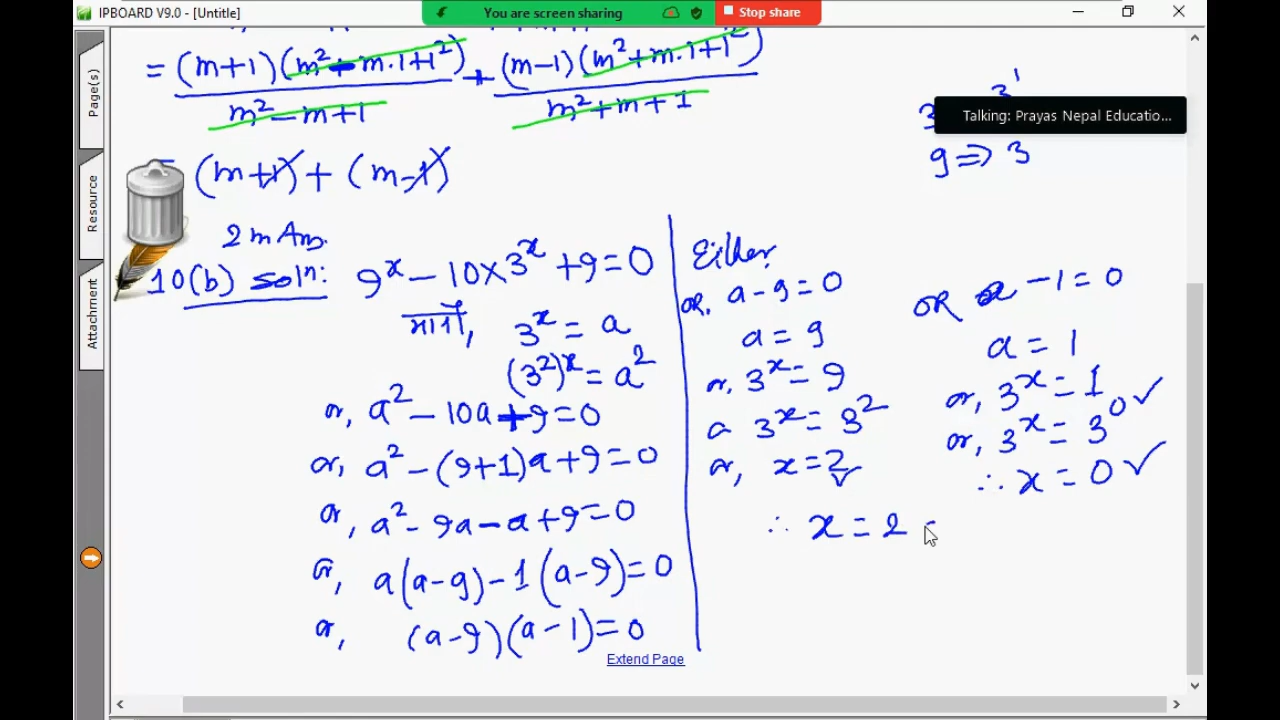 IPBOARD V9.0 - [Untitle]
You are screen sharing
Stop share
Page(s)
Resource
Attachment
Talking: Prayas Nepal Educatio...
= (m+1)(m²-m.1+1²) + (m-1)(m²+m.1+1²)
m²-m+1 m²+m+1
= (m+1) + (m-1)
9 => 3
2m Ans.
10(b) soln: 9^x - 10×3^x + 9 = 0
मानौं, 3^x = a
(3²)^x = a²
or, a² - 10a + 9 = 0
or, a² - (9+1)a + 9 = 0
or, a² - 9a - a + 9 = 0
or, a(a-9) - 1(a-9) = 0
or, (a-9)(a-1) = 0
Either,
OR, a - 9 = 0
a = 9
or, 3^x = 9
or 3^x = 3²
or, x = 2 ✓
OR a - 1 = 0
a = 1
or, 3^x = 1
or, 3^x = 3^0 ✓
∴ x = 0 ✓
∴ x = 2
Extend Page